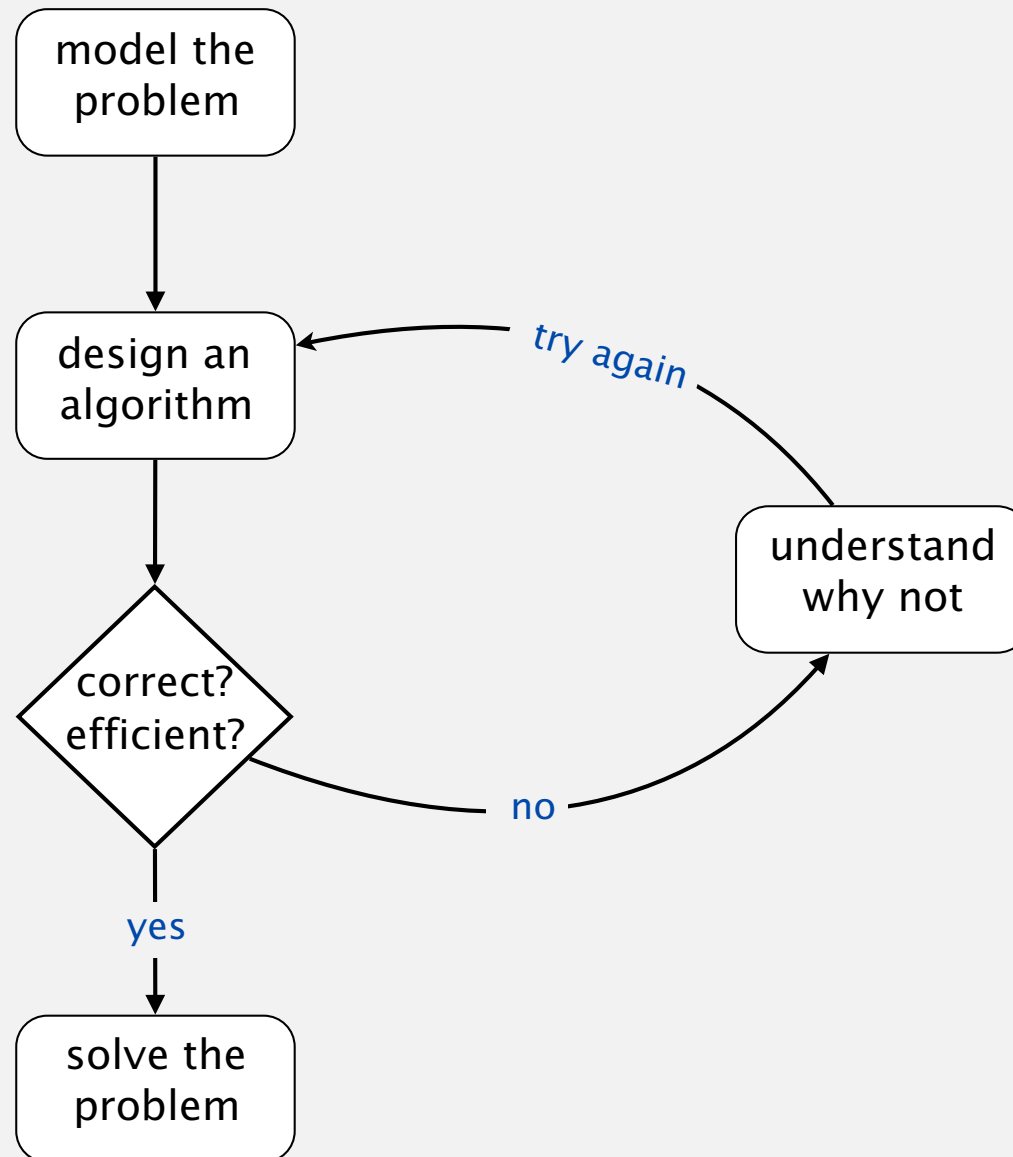 model the
problem
design an
algorithm
try again
understand
why not
correct?
efficient?
no
yes
solve the
problem